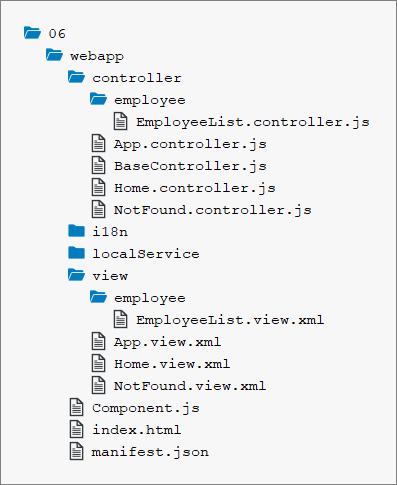 06
webapp
controller
employee
EmployeeList.controller.js
App.controller.js
BaseController.js
Home.controller.js
NotFound.controller.js
i18n
localService
view
employee
EmployeeList.view.xml
App.view.xml
Home.view.xml
NotFound.view.xml
Component.js
index.html
manifest.json